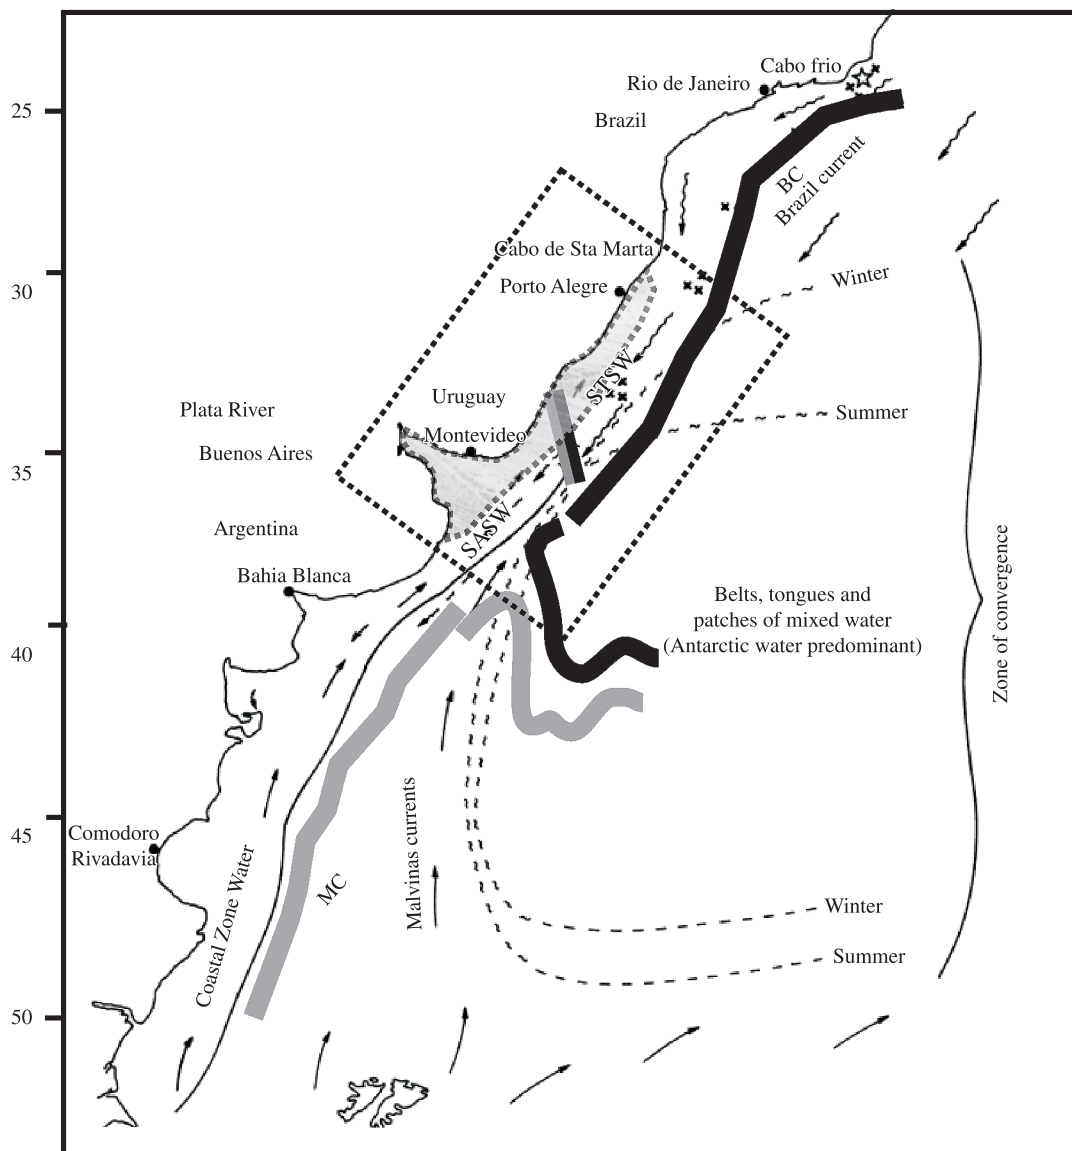 Cabo frio
Rio de Janeiro
25
Brazil
BC
Brazil current
Cabo de Sta Marta
Winter
30
Porto Alegre
STSW
Uruguay
Plata River
Summer
Montevideo
Buenos Aires
35
SASW
Argentina
Bahia Blanca
Zone of convergence
Belts, tongues and
patches of mixed water
(Antarctic water predominant)
40
45
Comodoro
Rivadavia
Malvinas currents
MC
Coastal Zone Water
Winter
Summer
50